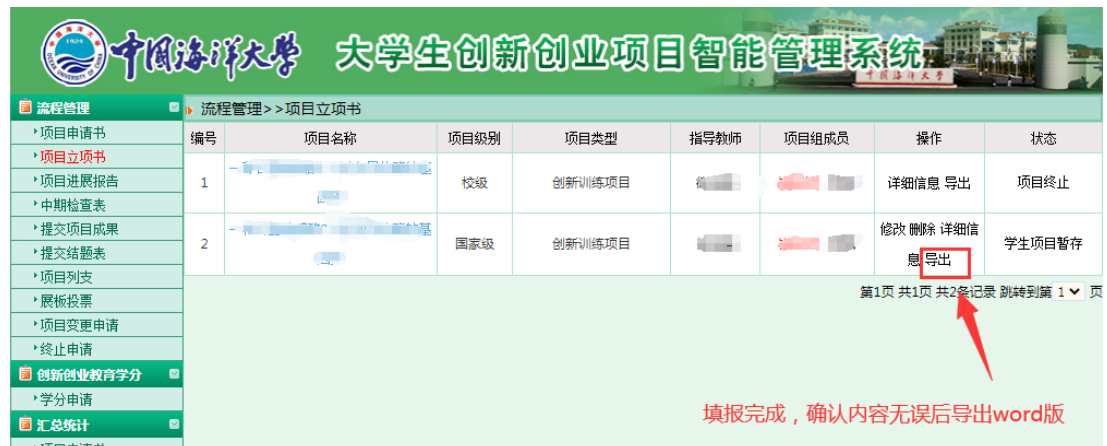 1924
中国海洋大学 大学生创新创业项目智能管理系统
中国海洋大学
流程管理
项目申请书
项目立项书
项目进展报告
中期检查表
提交项目成果
提交结题表
项目列支
展板投票
项目变更申请
终止申请
创新创业教育学分
学分申请
汇总统计
流程管理>>项目立项书
编号 项目名称 项目级别 项目类型 指导教师 项目组成员 操作 状态
1 校级 创新训练项目 详细信息 导出 项目终止
2 国家级 创新训练项目 修改 删除 详细信
息 导出 学生项目暂存
第1页 共1页 共2条记录 跳转到第 1 页
填报完成，确认内容无误后导出word版